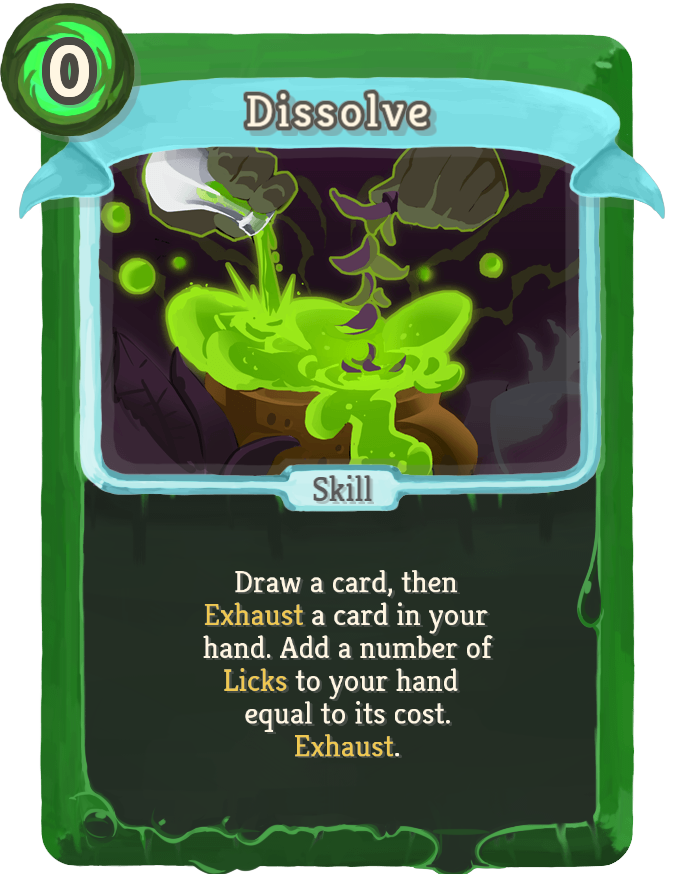 0
Dissolve
Skill
Draw a card, then
Exhaust a card in your
hand. Add a number of
Licks to your hand
equal to its cost.
Exhaust.